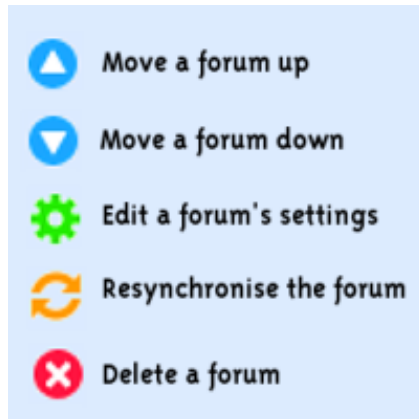 Move a forum up
Move a forum down
Edit a forum's settings
Resynchronise the forum
Delete a forum